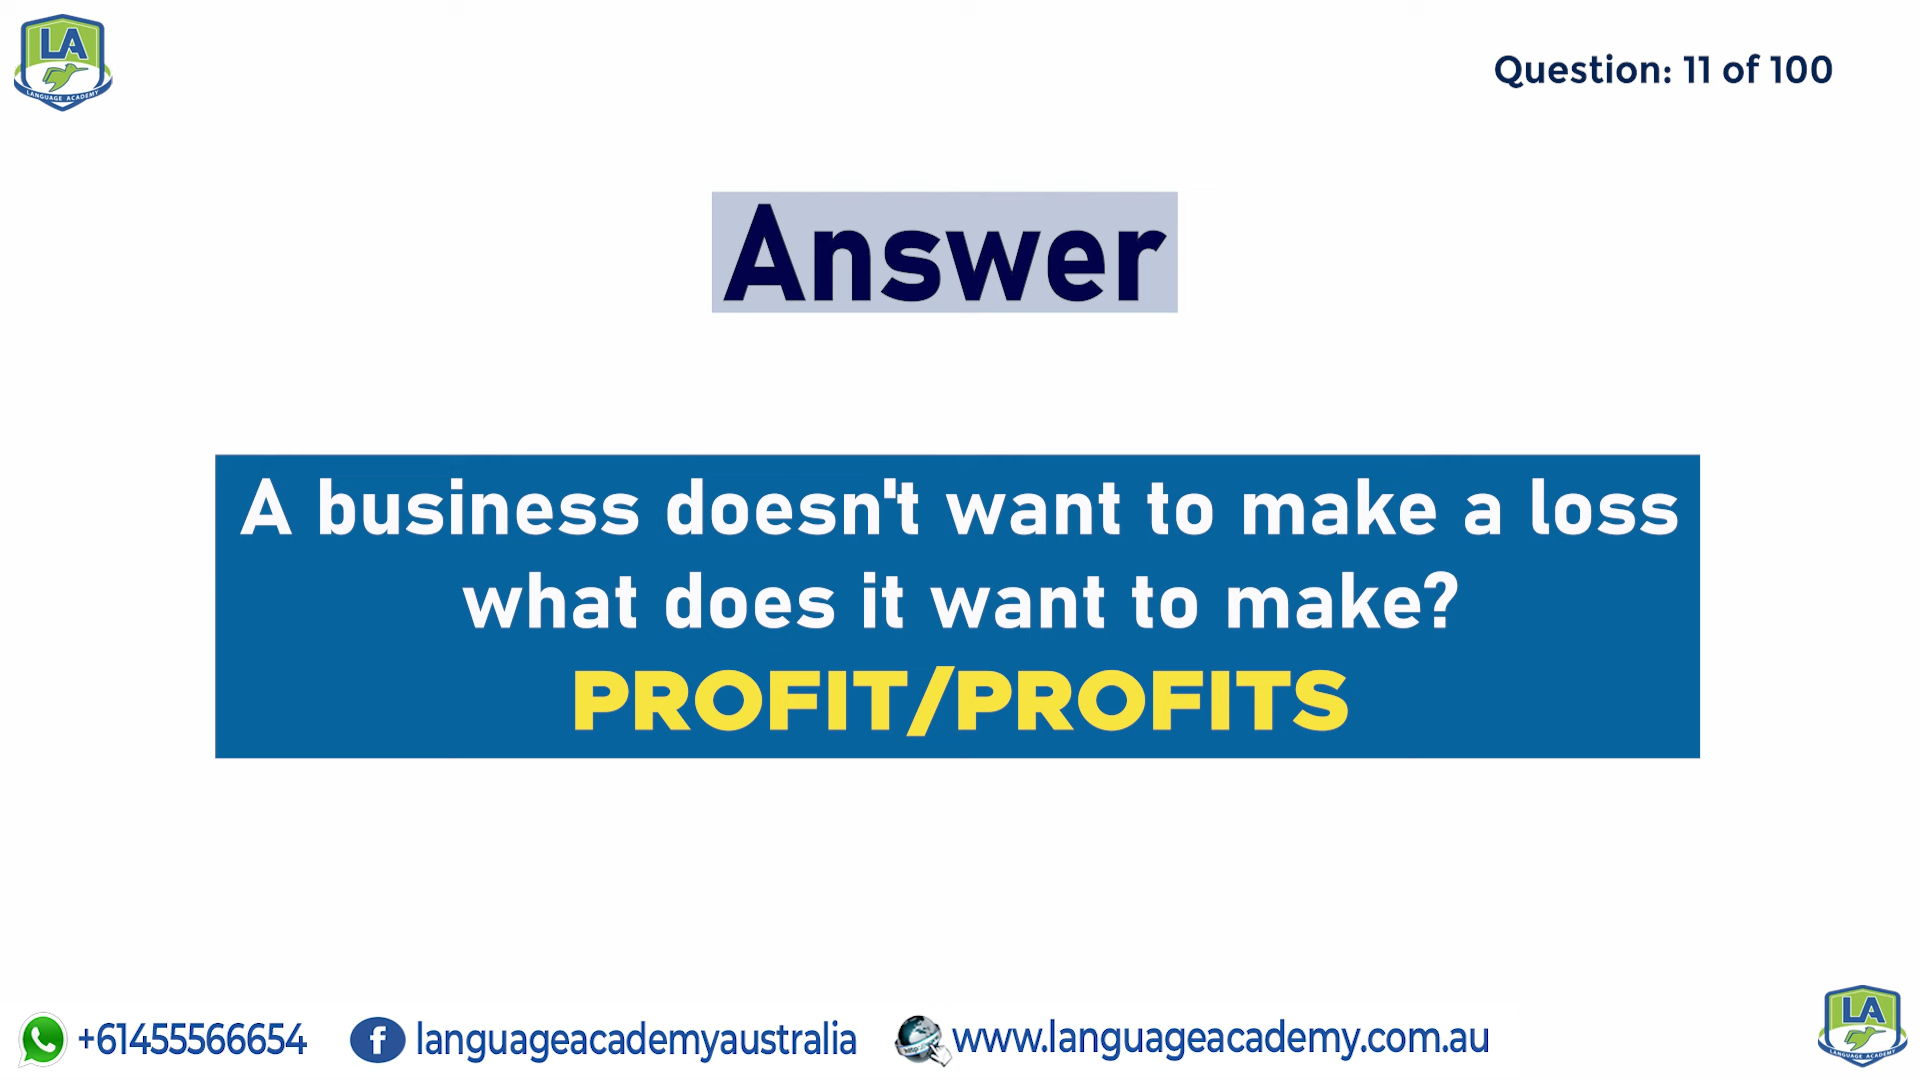 LA
LANGUAGE ACADEMY
Question: 11 of 100
Answer
A business doesn't want to make a loss
what does it want to make?
PROFIT/PROFITS
+61455566654
languageacademyaustralia
http
www.languageacademy.com.au
LA
LANGUAGE ACADEMY